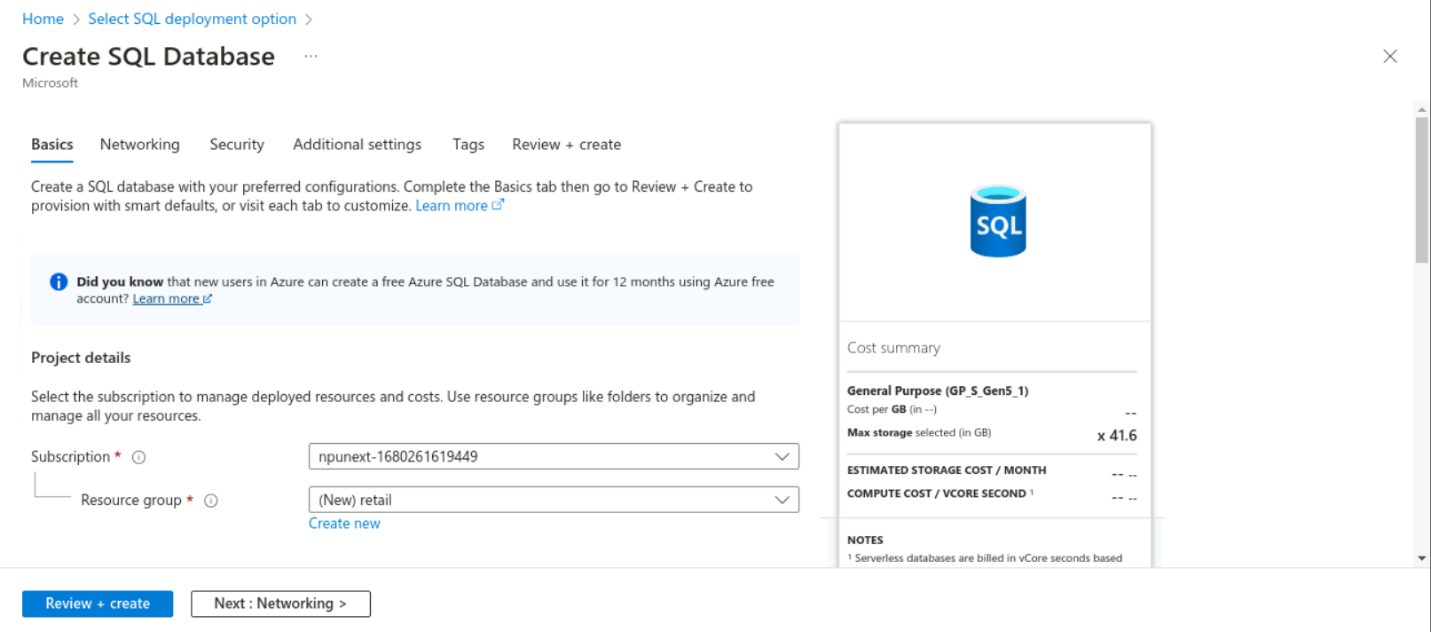 Home > Select SQL deployment option >
Create SQL Database ...
Microsoft
Basics Networking Security Additional settings Tags Review + create
Create a SQL database with your preferred configurations. Complete the Basics tab then go to Review + Create to
provision with smart defaults, or visit each tab to customize. Learn more
Did you know that new users in Azure can create a free Azure SQL Database and use it for 12 months using Azure free
account? Learn more
Project details
Select the subscription to manage deployed resources and costs. Use resource groups like folders to organize and
manage all your resources.
Subscription * npunext-1680261619449
Resource group * (New) retail
Create new
SQL
Cost summary
General Purpose (GP_S_Gen5_1)
Cost per GB (in --) --
Max storage selected (in GB) x 41.6
ESTIMATED STORAGE COST / MONTH -- --
COMPUTE COST / VCORE SECOND ¹ -- --
NOTES
¹ Serverless databases are billed in vCore seconds based
Review + create Next : Networking >